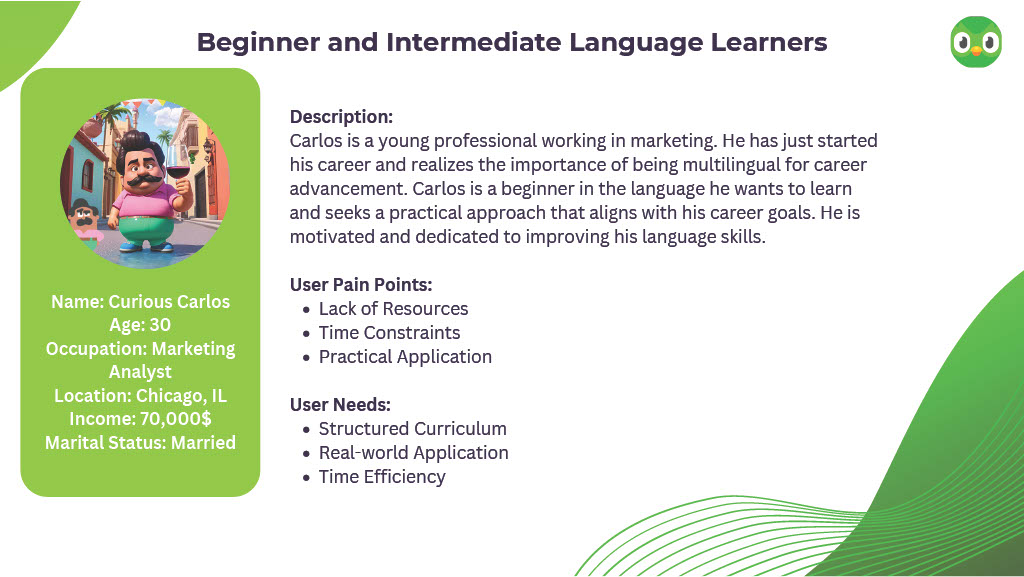 Beginner and Intermediate Language Learners
Name: Curious Carlos
Age: 30
Occupation: Marketing
Analyst
Location: Chicago, IL
Income: 70,000$
Marital Status: Married
Description:
Carlos is a young professional working in marketing. He has just started
his career and realizes the importance of being multilingual for career
advancement. Carlos is a beginner in the language he wants to learn
and seeks a practical approach that aligns with his career goals. He is
motivated and dedicated to improving his language skills.
User Pain Points:
• Lack of Resources
• Time Constraints
• Practical Application
User Needs:
• Structured Curriculum
• Real-world Application
• Time Efficiency